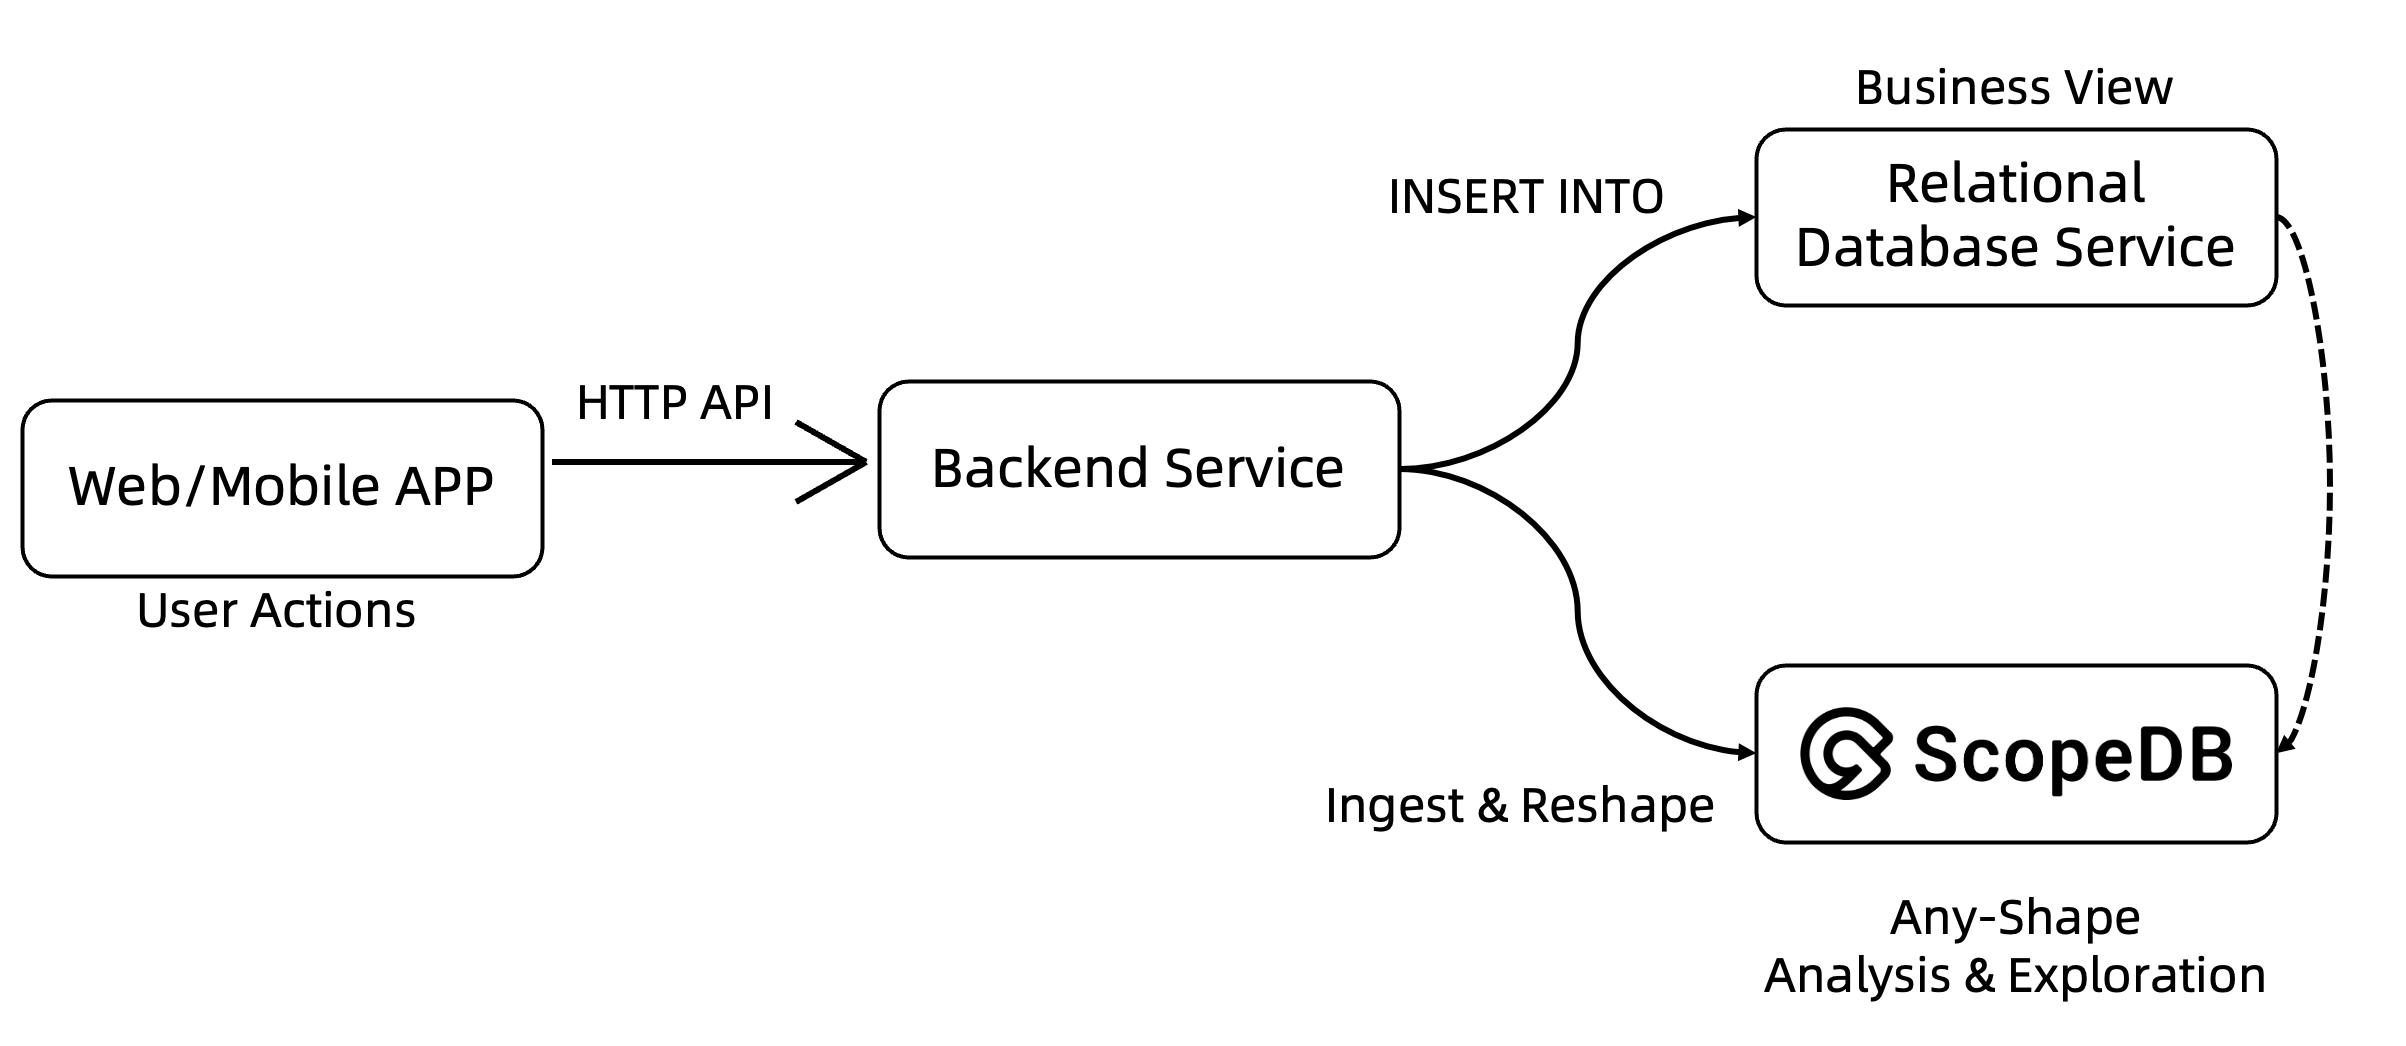 Business View
Relational
Database Service
INSERT INTO
HTTP API
Web/Mobile APP
User Actions
Backend Service
ScopeDB
Ingest & Reshape
Any-Shape
Analysis & Exploration